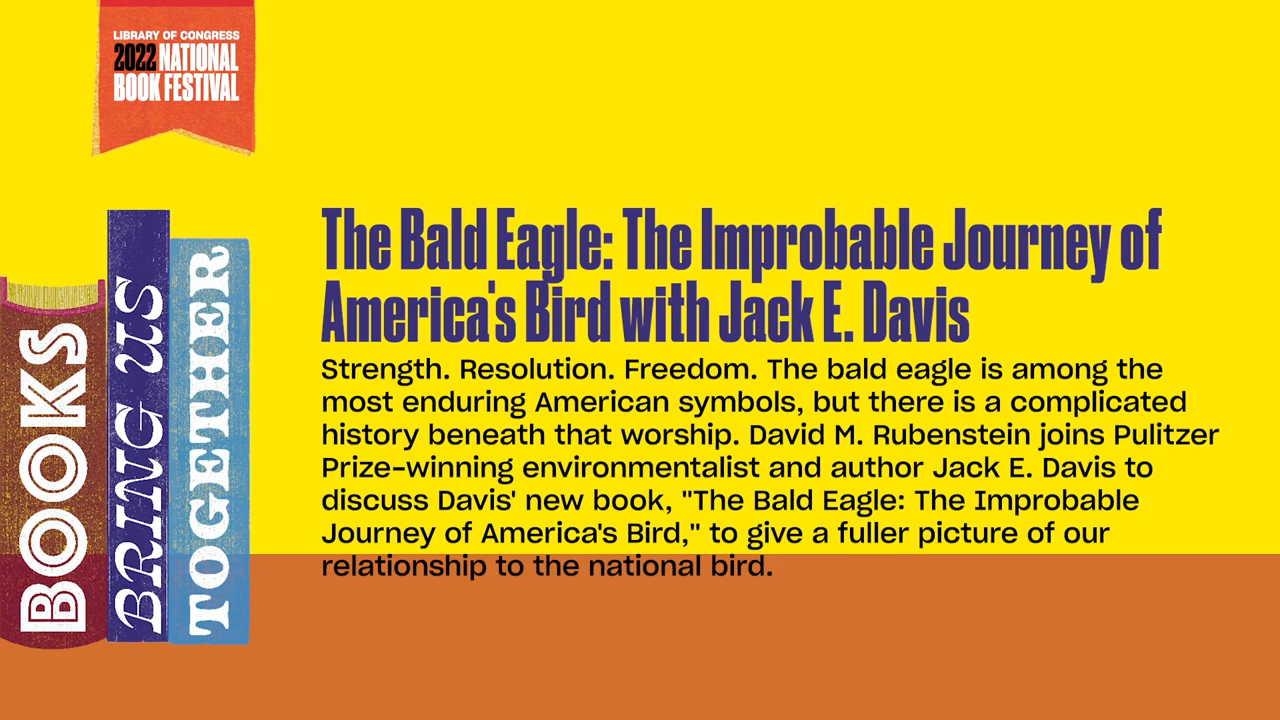 LIBRARY OF CONGRESS
2022 NATIONAL
BOOK FESTIVAL
BOOKS
BRING US
TOGETHER
The Bald Eagle: The Improbable Journey of
America's Bird with Jack E. Davis
Strength. Resolution. Freedom. The bald eagle is among the
most enduring American symbols, but there is a complicated
history beneath that worship. David M. Rubenstein joins Pulitzer
Prize-winning environmentalist and author Jack E. Davis to
discuss Davis' new book, "The Bald Eagle: The Improbable
Journey of America's Bird," to give a fuller picture of our
relationship to the national bird.